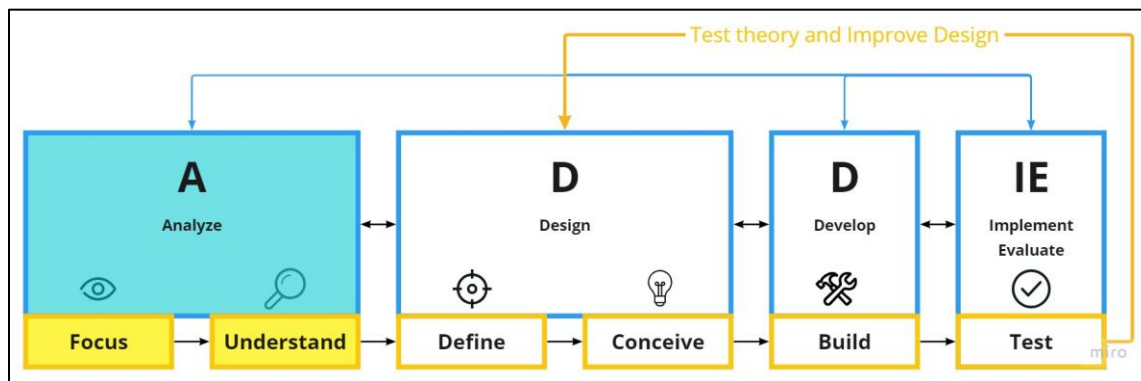 Test theory and Improve Design
A
Analyze
D
Design
D
Develop
IE
Implement
Evaluate
Focus
Understand
Define
Conceive
Build
Test
miro